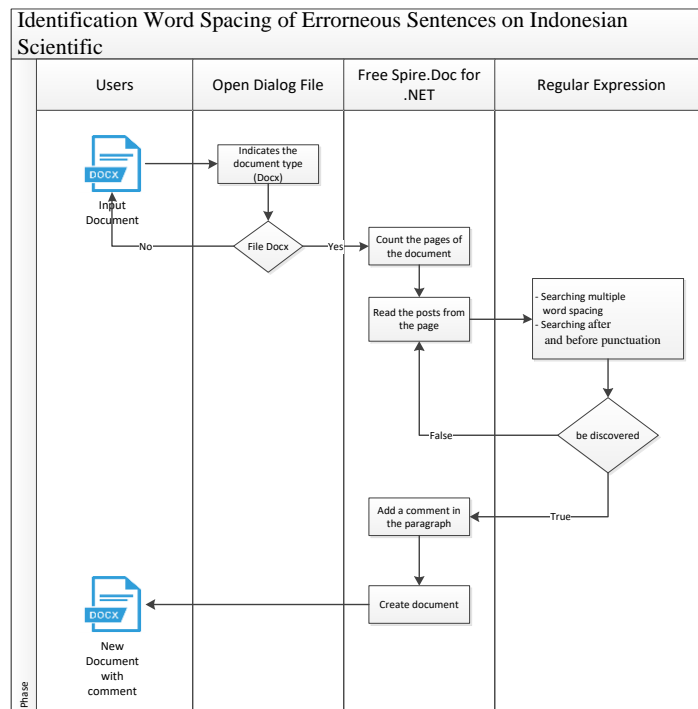 Identification Word Spacing of Errorneous Sentences on Indonesian
Scientific
Users
Open Dialog File
Free Spire.Doc for
.NET
Regular Expression
DOCX
Input
Document
Indicates the
document type
(Docx)
No
File Docx
Yes
Count the pages of
the document
Read the posts from
the page
- Searching multiple
word spacing
- Searching after
and before punctuation
False
be discovered
Add a comment in
the paragraph
True
DOCX
New
Document
with
comment
Create document
Phase